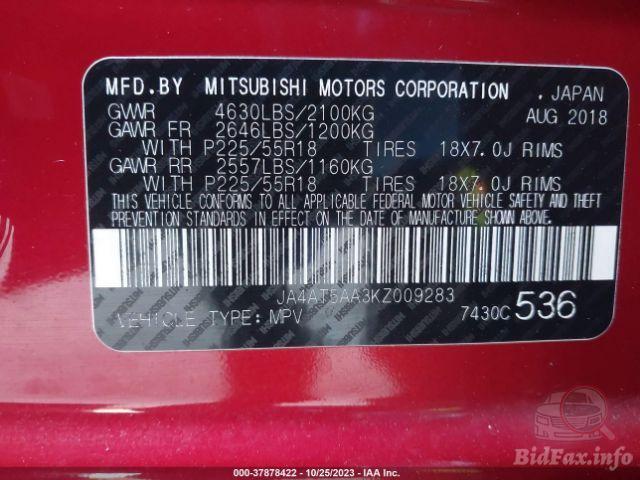 MFD.BY MITSUBISHI MOTORS CORPORATION . JAPAN
GWVR 4630LBS/2100KG AUG 2018
GAWR FR 2646LBS/1200KG
WITH P225/55R18 TIRES 18X7.0J RIMS
GAWR RR 2557LBS/1160KG
WITH P225/55R18 TIRES 18X7.0J RIMS
THIS VEHICLE CONFORMS TO ALL APPLICABLE FEDERAL MOTOR VEHICLE SAFETY AND THEFT
PREVENTION STANDARDS IN EFFECT ON THE DATE OF MANUFACTURE SHOWN ABOVE.
JA4AT5AA3KZ009283
VEHICLE TYPE:MPV 7430C 536
BidFax.info
000-37878422 - 10/25/2023 - IAA Inc.